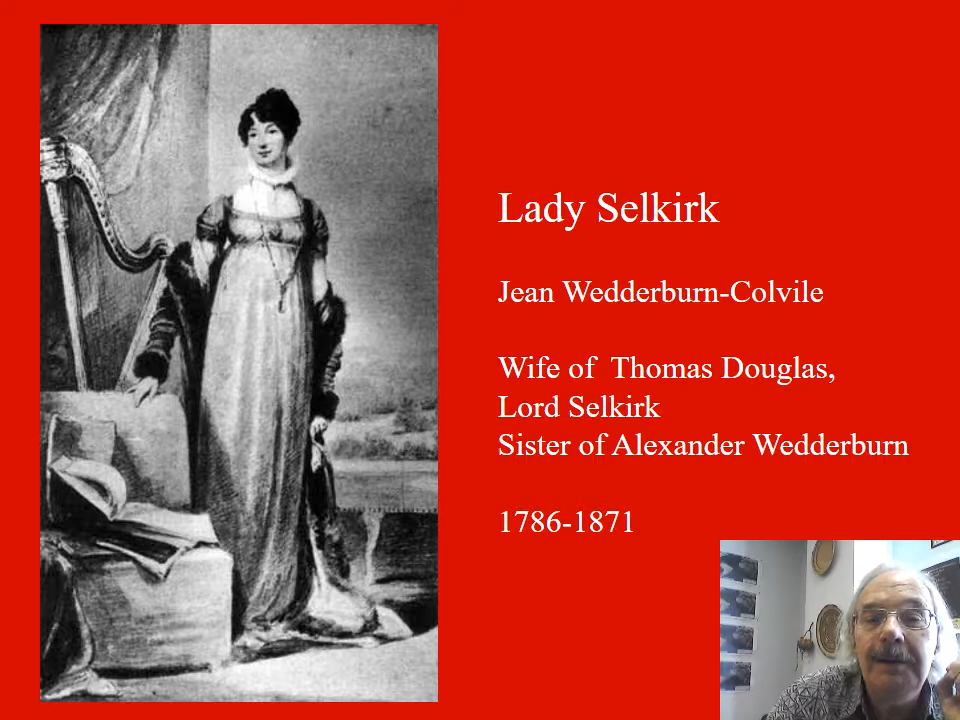 Lady Selkirk
Jean Wedderburn-Colvile
Wife of Thomas Douglas,
Lord Selkirk
Sister of Alexander Wedderburn
1786-1871